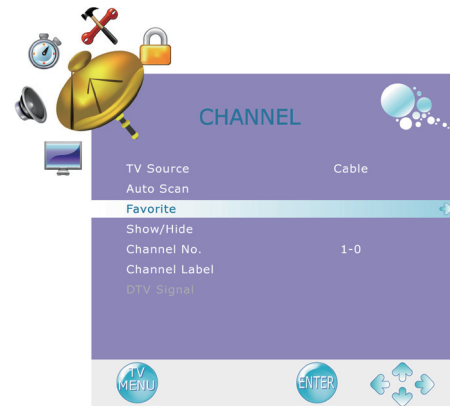 CHANNEL
TV Source Cable
Auto Scan
Favorite
Show/Hide
Channel No. 1-0
Channel Label
DTV Signal
TV
MENU ENTER